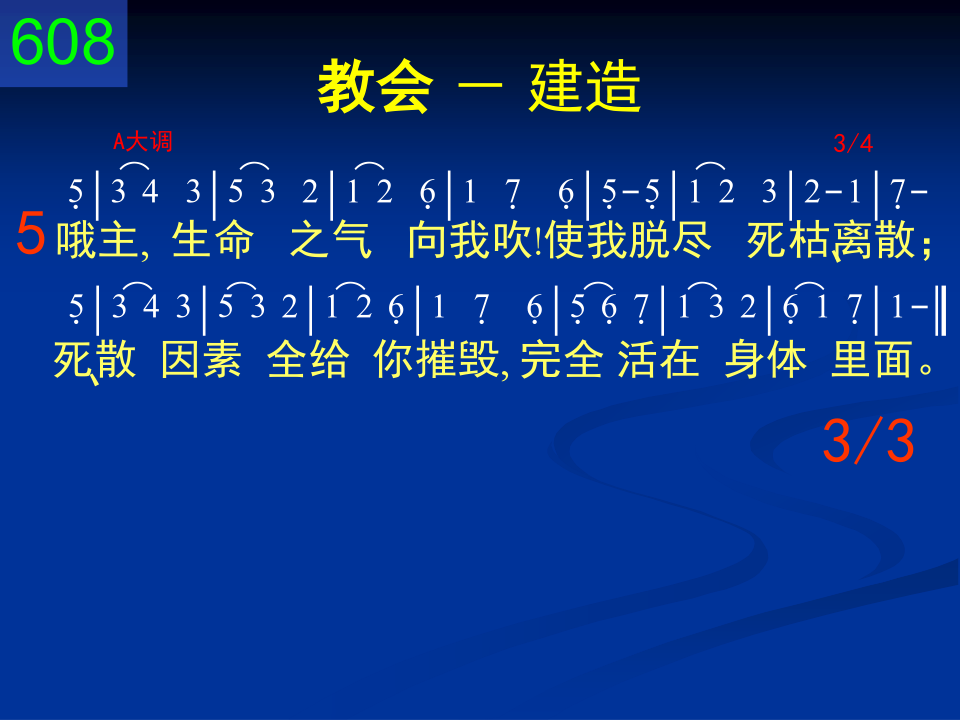 608
教会 － 建造
A大调 3/4
5̣|3 4 3|5 3 2|1 2 6̣|1 7̣ 6̣|5̣-5̣|1 2 3|2-1|7̣-
5 哦主, 生命 之气 向我吹!使我脱尽 死枯、离散；
5̣|3 4 3|5 3 2|1 2 6̣|1 7̣ 6̣|5̣ 6̣ 7̣|1 3 2|6̣ 1 7̣|1-‖
死、散 因素 全给 你摧毁, 完全 活在 身体 里面。
3/3